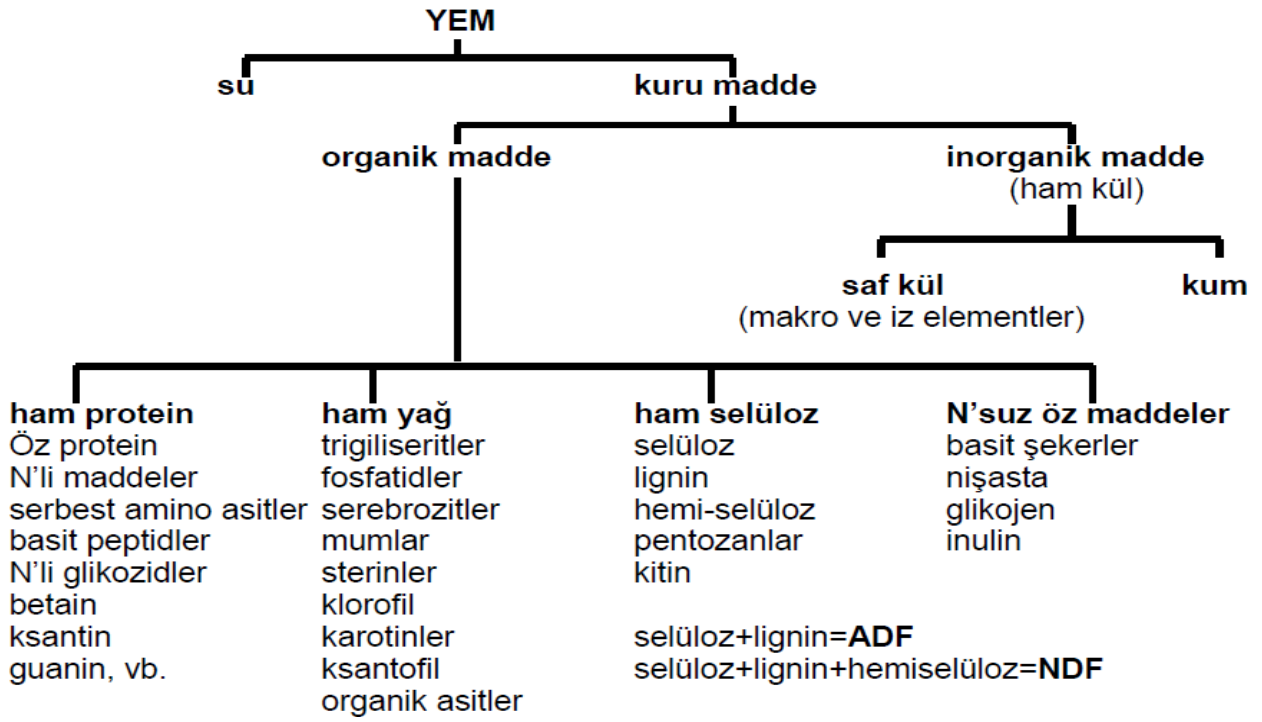 YEM
su
kuru madde
organik madde
inorganik madde
(ham kül)
saf kül
(makro ve iz elementler)
kum
ham protein
Öz protein
N'li maddeler
serbest amino asitler
basit peptidler
N'li glikozidler
betain
ksantin
guanin, vb.
ham yağ
trigiliseritler
fosfatidler
serebrozitler
mumlar
sterinler
klorofil
karotinler
ksantofil
organik asitler
ham selüloz
selüloz
lignin
hemi-selüloz
pentozanlar
kitin
selüloz+lignin=ADF
selüloz+lignin+hemiselüloz=NDF
N'suz öz maddeler
basit şekerler
nişasta
glikojen
inulin